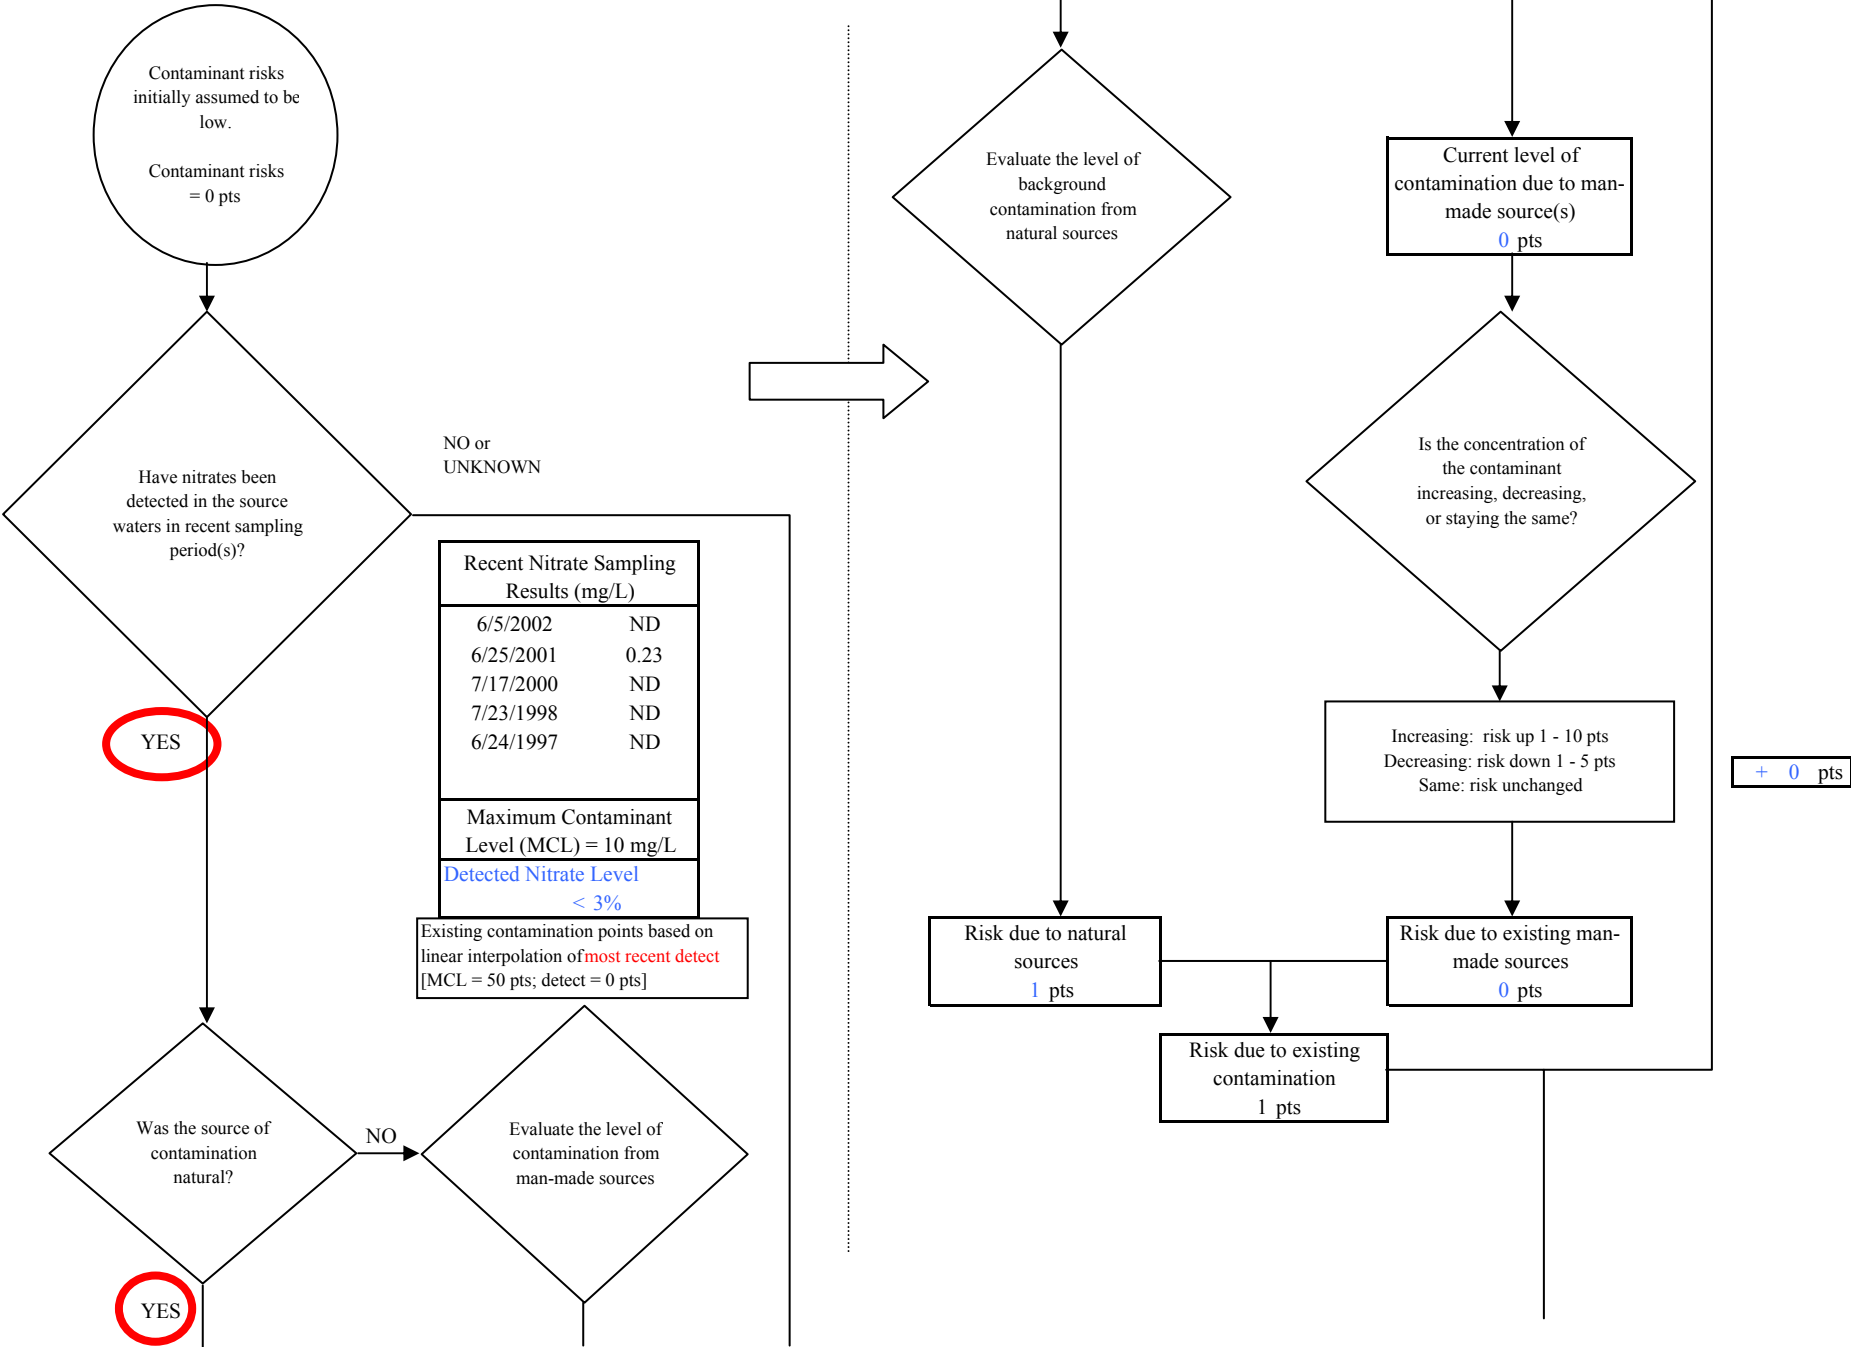 Contaminant risks
initially assumed to be
low.
Contaminant risks
= 0 pts
Have nitrates been
detected in the source
waters in recent sampling
period(s)?
NO or
UNKNOWN
YES
Recent Nitrate Sampling
Results (mg/L)
6/5/2002 ND
6/25/2001 0.23
7/17/2000 ND
7/23/1998 ND
6/24/1997 ND
Maximum Contaminant
Level (MCL) = 10 mg/L
Detected Nitrate Level
< 3%
Existing contamination points based on
linear interpolation of most recent detect
[MCL = 50 pts; detect = 0 pts]
Was the source of
contamination
natural?
NO
Evaluate the level of
contamination from
man-made sources
YES
Evaluate the level of
background
contamination from
natural sources
Current level of
contamination due to man-
made source(s)
0 pts
Is the concentration of
the contaminant
increasing, decreasing,
or staying the same?
Increasing: risk up 1 - 10 pts
Decreasing: risk down 1 - 5 pts
Same: risk unchanged
+ 0 pts
Risk due to natural
sources
1 pts
Risk due to existing man-
made sources
0 pts
Risk due to existing
contamination
1 pts